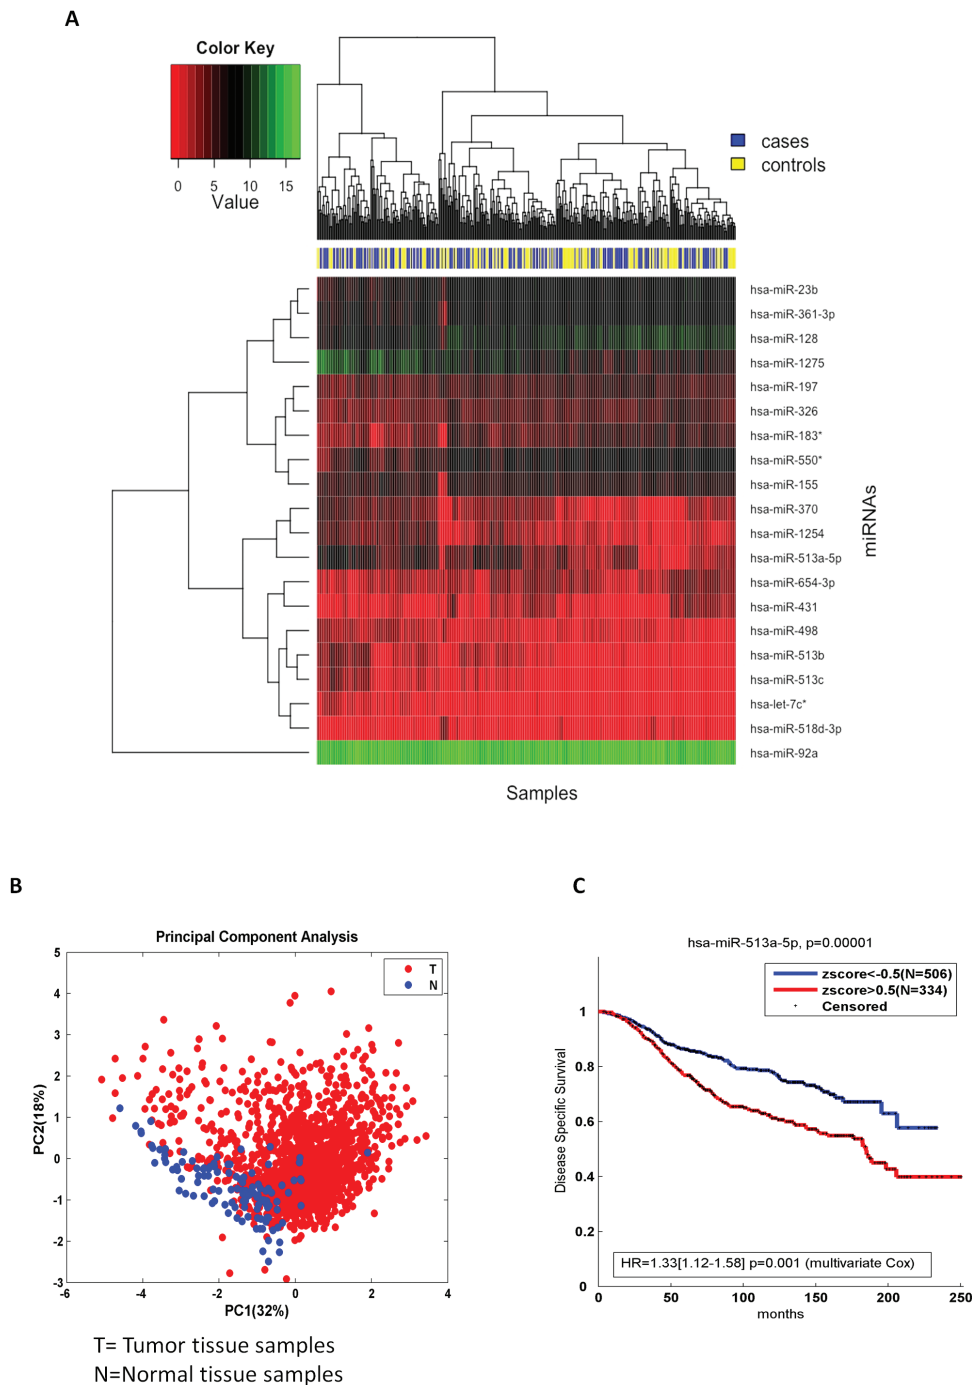 A
Color Key
0 5 10 15
Value
cases
controls
hsa-miR-23b
hsa-miR-361-3p
hsa-miR-128
hsa-miR-1275
hsa-miR-197
hsa-miR-326
hsa-miR-183*
hsa-miR-550*
hsa-miR-155
hsa-miR-370
hsa-miR-1254
hsa-miR-513a-5p
hsa-miR-654-3p
hsa-miR-431
hsa-miR-498
hsa-miR-513b
hsa-miR-513c
hsa-let-7c*
hsa-miR-518d-3p
hsa-miR-92a
miRNAs
Samples
B
Principal Component Analysis
T
N
5
4
3
2
1
0
-1
-2
-3
PC2(18%)
-6 -4 -2 0 2 4
PC1(32%)
T= Tumor tissue samples
N=Normal tissue samples
C
hsa-miR-513a-5p, p=0.00001
zscore<-0.5(N=506)
zscore>0.5(N=334)
Censored
1
0.8
0.6
0.4
0.2
0
Disease Specific Survival
HR=1.33[1.12-1.58] p=0.001 (multivariate Cox)
0 50 100 150 200 250
months